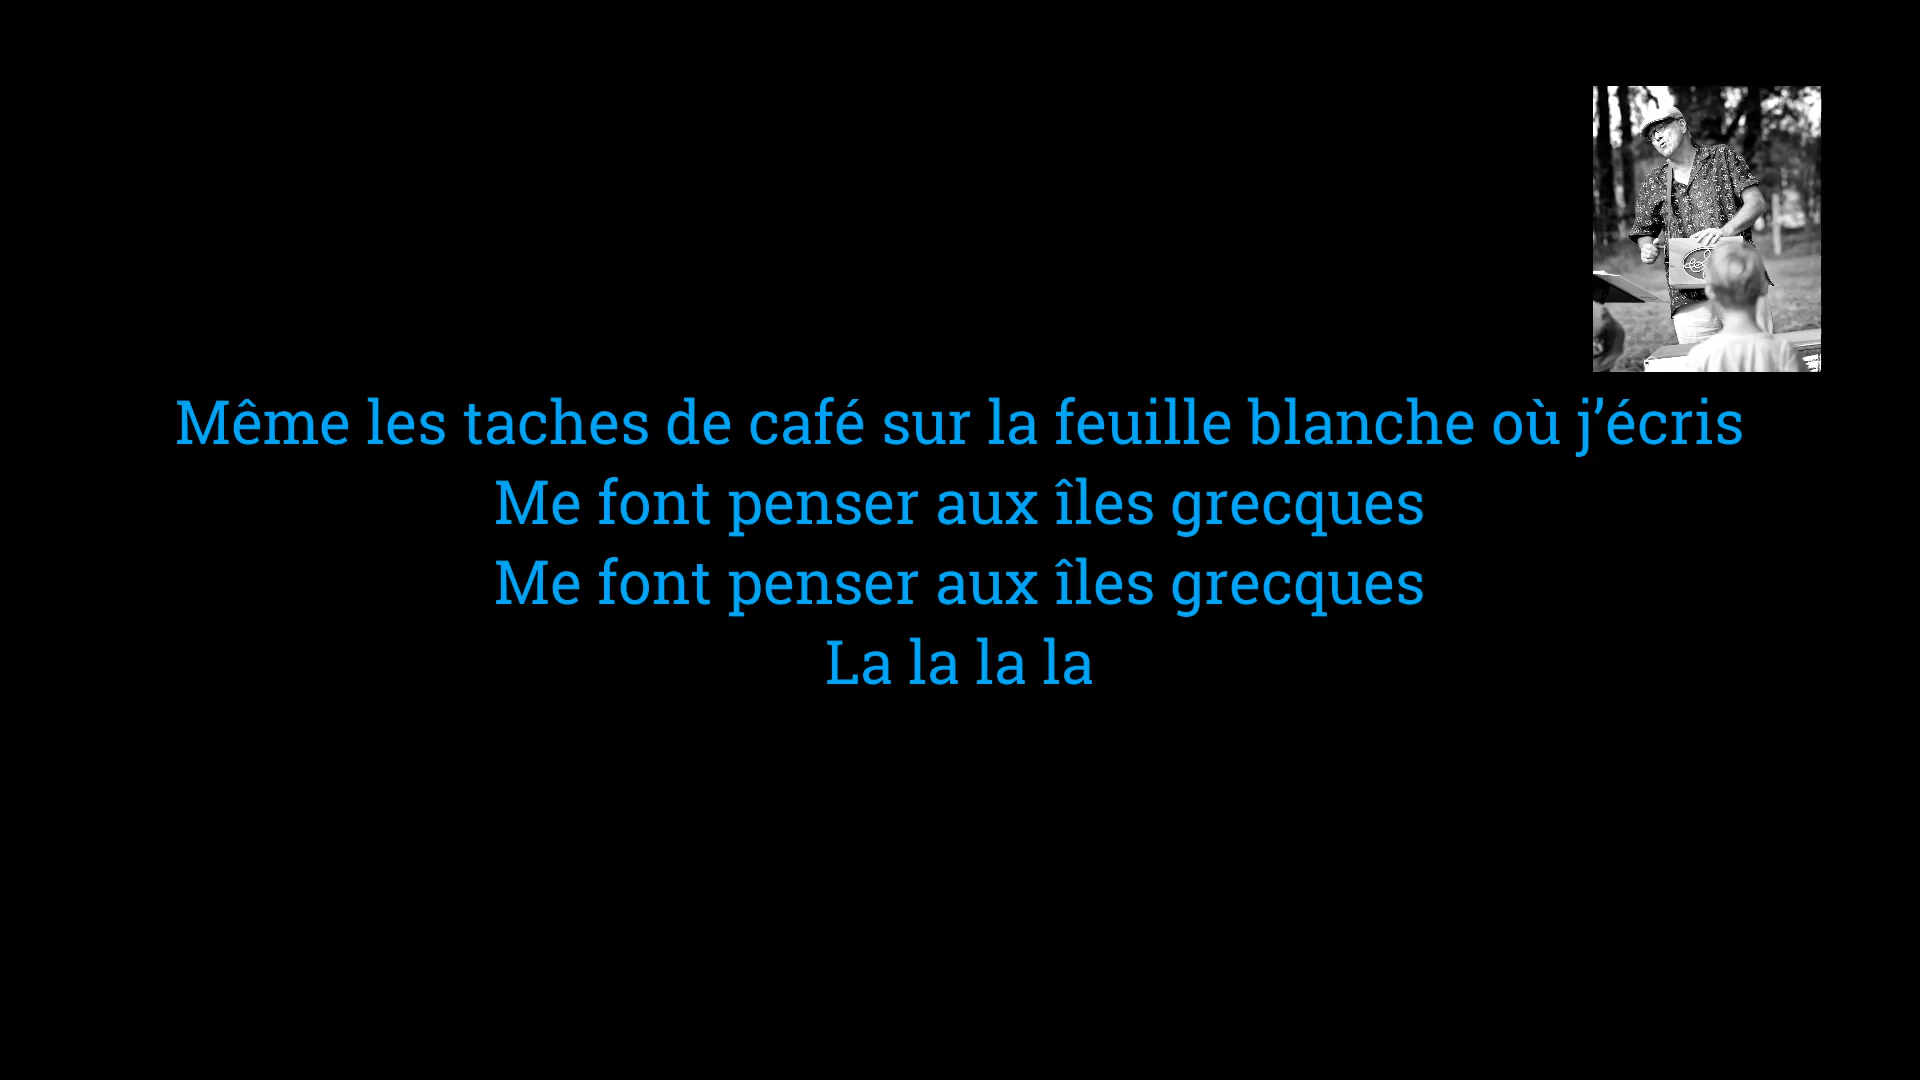 Même les taches de café sur la feuille blanche où j’écris
Me font penser aux îles grecques
Me font penser aux îles grecques
La la la la